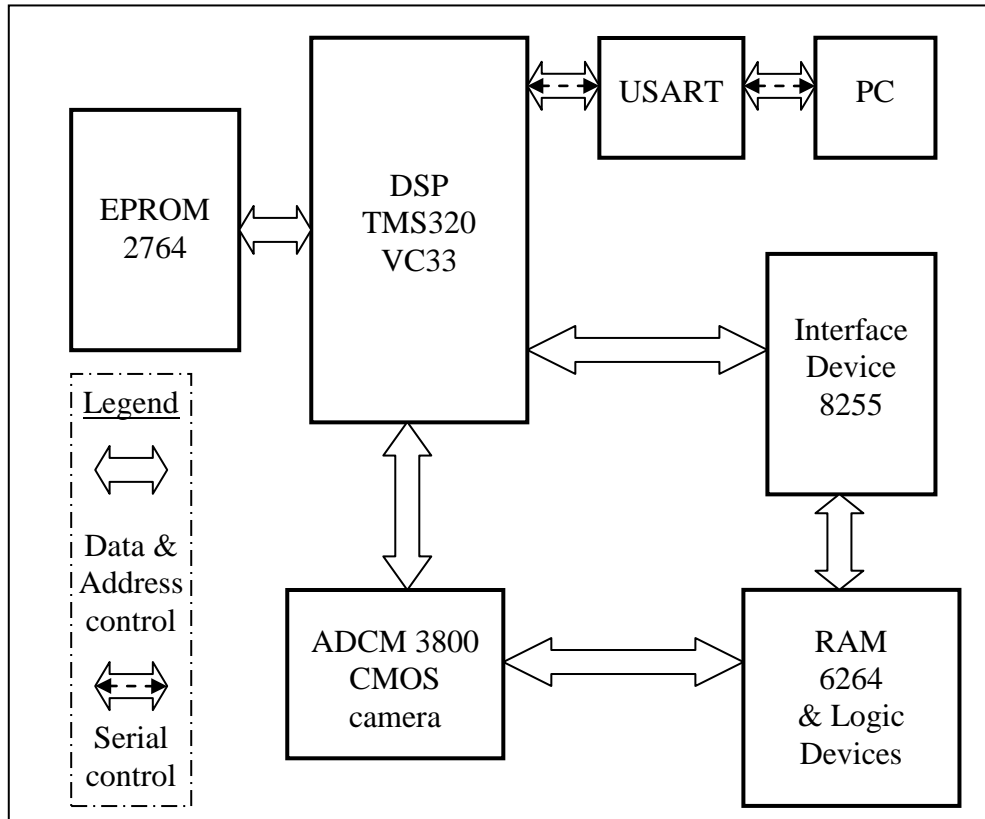 USART
PC
DSP
TMS320
VC33
EPROM
2764
Interface
Device
8255
Legend
Data &
Address
control
Serial
control
ADCM 3800
CMOS
camera
RAM
6264
& Logic
Devices